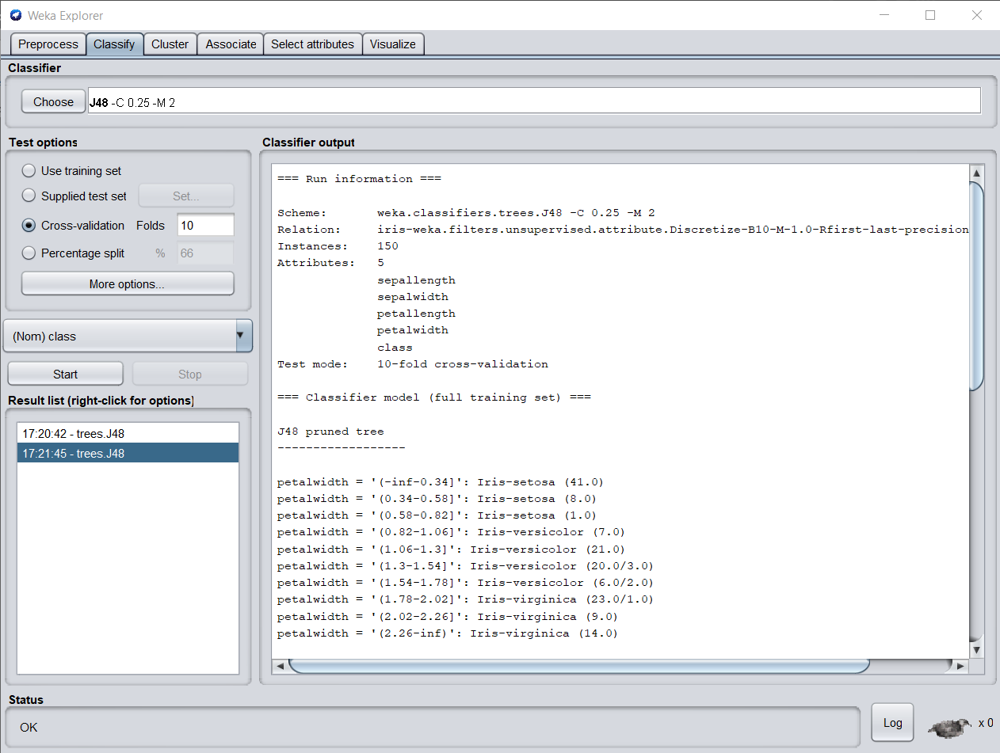 Weka Explorer
Preprocess Classify Cluster Associate Select attributes Visualize
Classifier
Choose J48 -C 0.25 -M 2
Test options
Use training set
Supplied test set Set...
Cross-validation Folds 10
Percentage split % 66
More options...
(Nom) class
Start Stop
Result list (right-click for options)
17:20:42 - trees.J48
17:21:45 - trees.J48
Classifier output
=== Run information ===
Scheme: weka.classifiers.trees.J48 -C 0.25 -M 2
Relation: iris-weka.filters.unsupervised.attribute.Discretize-B10-M-1.0-Rfirst-last-precision
Instances: 150
Attributes: 5
sepallength
sepalwidth
petallength
petalwidth
class
Test mode: 10-fold cross-validation
=== Classifier model (full training set) ===
J48 pruned tree
------------------
petalwidth = '(-inf-0.34]': Iris-setosa (41.0)
petalwidth = '(0.34-0.58]': Iris-setosa (8.0)
petalwidth = '(0.58-0.82]': Iris-setosa (1.0)
petalwidth = '(0.82-1.06]': Iris-versicolor (7.0)
petalwidth = '(1.06-1.3]': Iris-versicolor (21.0)
petalwidth = '(1.3-1.54]': Iris-versicolor (20.0/3.0)
petalwidth = '(1.54-1.78]': Iris-versicolor (6.0/2.0)
petalwidth = '(1.78-2.02]': Iris-virginica (23.0/1.0)
petalwidth = '(2.02-2.26]': Iris-virginica (9.0)
petalwidth = '(2.26-inf)': Iris-virginica (14.0)
Status
OK
Log
x 0